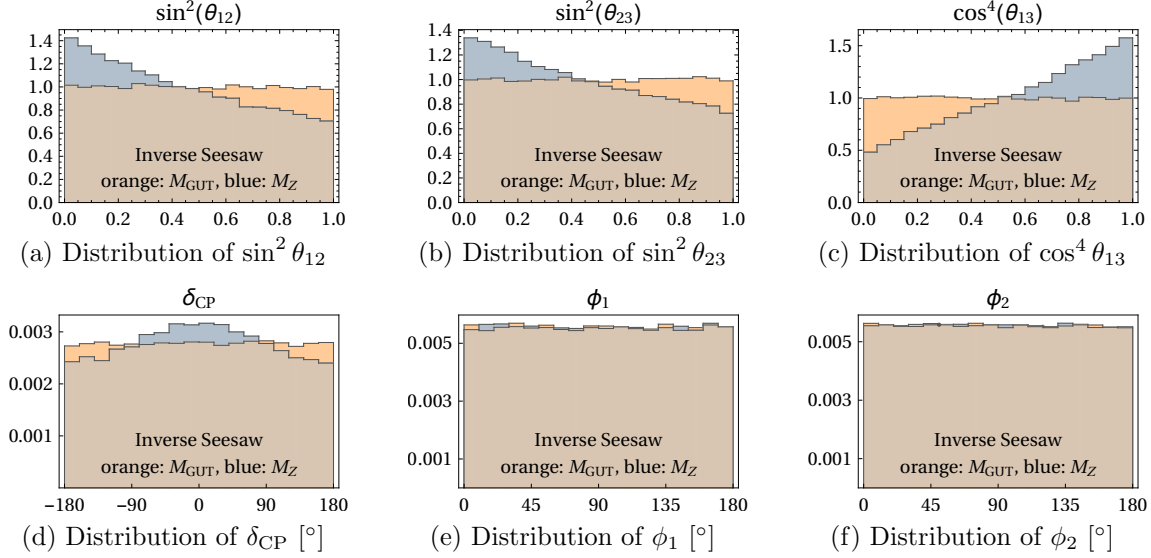 sin²(θ₁₂)
1.4
1.2
1.0
0.8
0.6
0.4
0.2
0.0
Inverse Seesaw
orange: M_GUT, blue: M_Z
0.0 0.2 0.4 0.6 0.8 1.0
(a) Distribution of sin² θ₁₂
sin²(θ₂₃)
1.4
1.2
1.0
0.8
0.6
0.4
0.2
0.0
Inverse Seesaw
orange: M_GUT, blue: M_Z
0.0 0.2 0.4 0.6 0.8 1.0
(b) Distribution of sin² θ₂₃
cos⁴(θ₁₃)
1.5
1.0
0.5
0.0
Inverse Seesaw
orange: M_GUT, blue: M_Z
0.0 0.2 0.4 0.6 0.8 1.0
(c) Distribution of cos⁴ θ₁₃
δ_CP
0.003
0.002
0.001
Inverse Seesaw
orange: M_GUT, blue: M_Z
−180 −90 0 90 180
(d) Distribution of δ_CP [°]
ϕ₁
0.005
0.003
0.001
Inverse Seesaw
orange: M_GUT, blue: M_Z
0 45 90 135 180
(e) Distribution of ϕ₁ [°]
ϕ₂
0.005
0.003
0.001
Inverse Seesaw
orange: M_GUT, blue: M_Z
0 45 90 135 180
(f) Distribution of ϕ₂ [°]